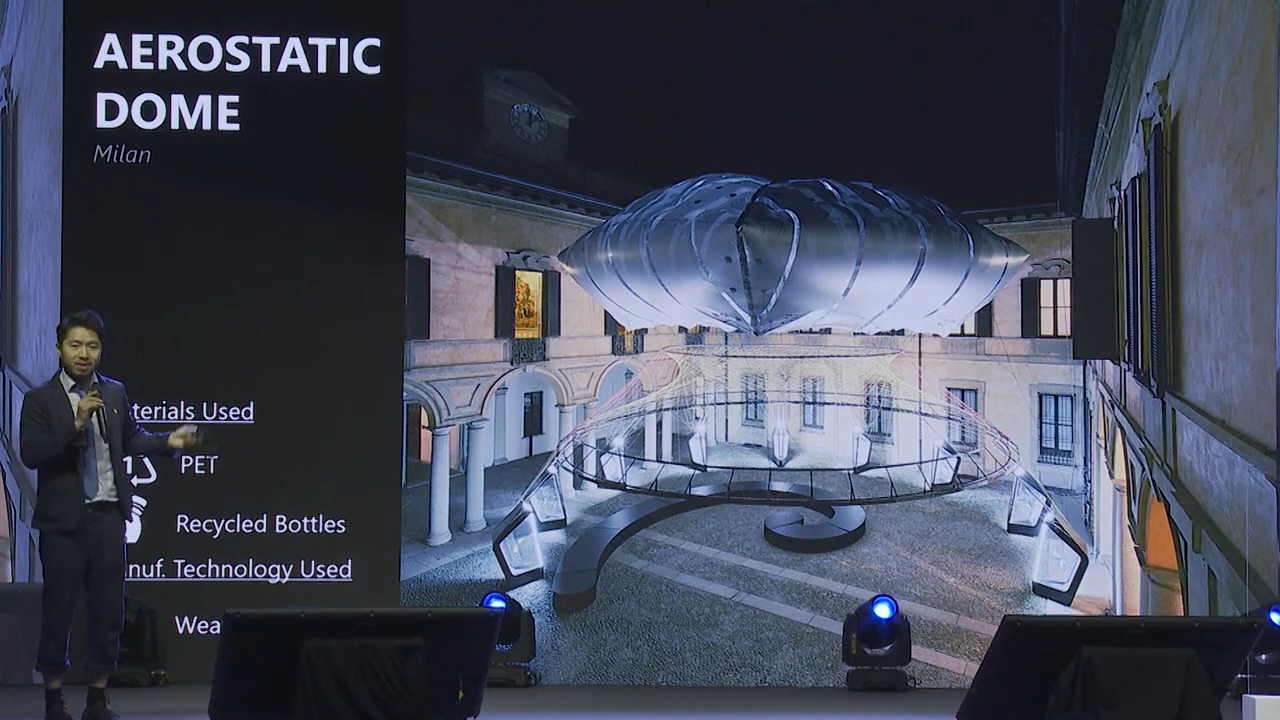 AEROSTATIC
DOME
Milan
terials Used
PET
Recycled Bottles
nuf. Technology Used
Wea